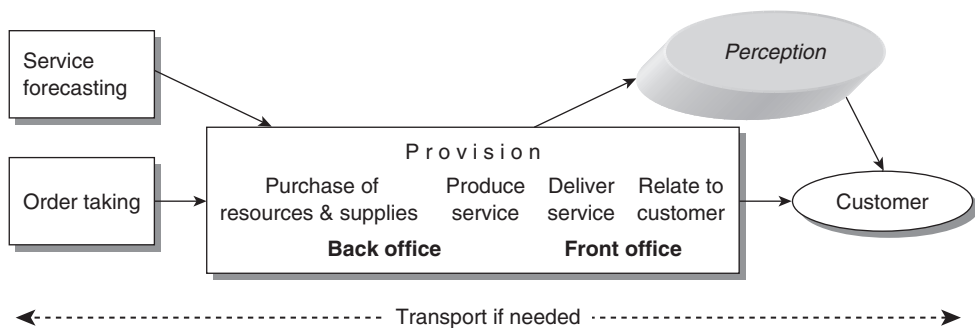 Service
forecasting
Perception
Provision
Order taking
Purchase of
resources & supplies
Produce
service
Deliver
service
Relate to
customer
Back office
Front office
Customer
Transport if needed